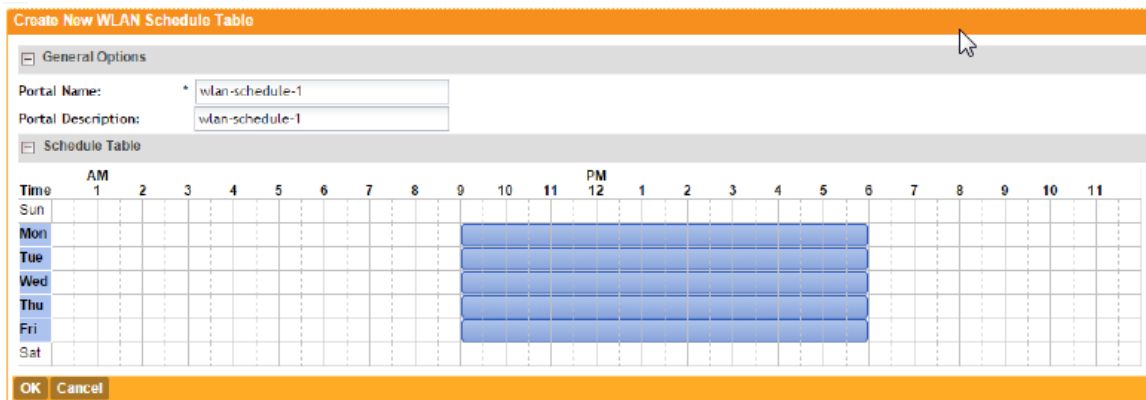 Create New WLAN Schedule Table
General Options
Portal Name: * wlan-schedule-1
Portal Description: wlan-schedule-1
Schedule Table
AM PM
Time 1 2 3 4 5 6 7 8 9 10 11 12 1 2 3 4 5 6 7 8 9 10 11
Sun
Mon
Tue
Wed
Thu
Fri
Sat
OK Cancel